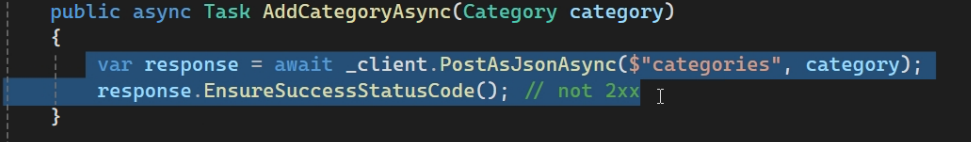 public async Task AddCategoryAsync(Category category)
{
var response = await _client.PostAsJsonAsync($"categories", category);
response.EnsureSuccessStatusCode(); // not 2xx
}